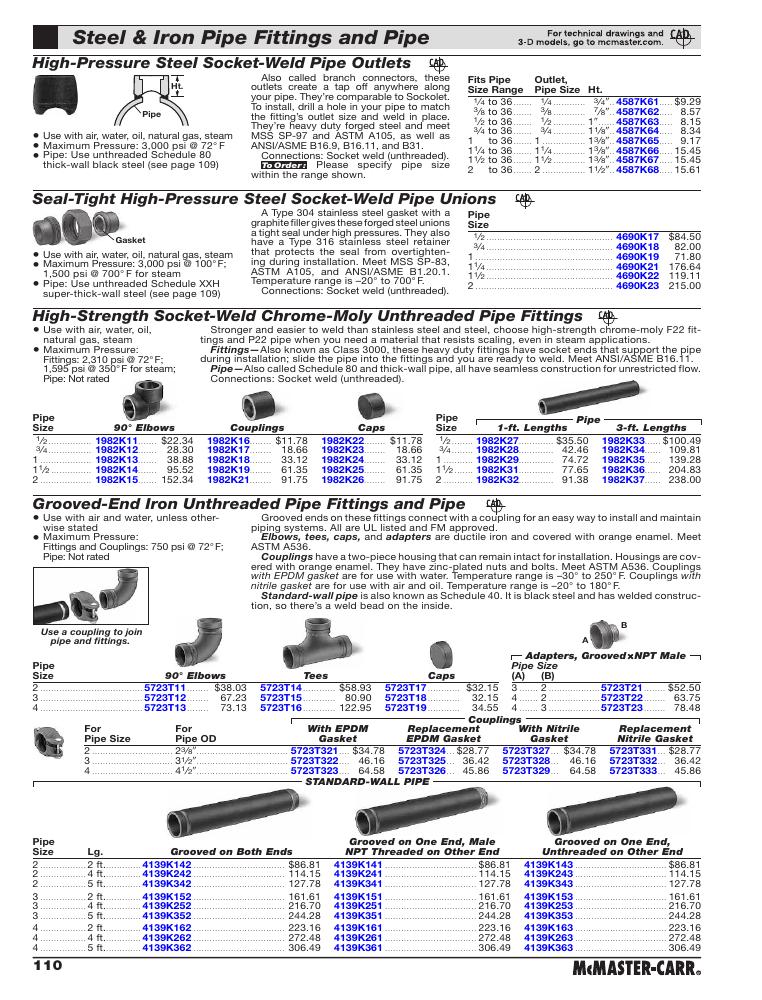 Steel & Iron Pipe Fittings and Pipe
For technical drawings and
3-D models, go to mcmaster.com.
CAD
High-Pressure Steel Socket-Weld Pipe Outlets
CAD
Ht.
Pipe
● Use with air, water, oil, natural gas, steam
● Maximum Pressure: 3,000 psi @ 72° F
● Pipe: Use unthreaded Schedule 80
thick-wall black steel (see page 109)
Also called branch connectors, these
outlets create a tap off anywhere along
your pipe. They're comparable to Sockolet.
To install, drill a hole in your pipe to match
the fitting's outlet size and weld in place.
They're heavy duty forged steel and meet
MSS SP-97 and ASTM A105, as well as
ANSI/ASME B16.9, B16.11, and B31.
Connections: Socket weld (unthreaded).
To Order: Please specify pipe size
within the range shown.
Fits Pipe Outlet,
Size Range Pipe Size Ht.
1/4 to 36 1/4 3/4" 4587K61 $9.29
3/8 to 36 3/8 7/8" 4587K62 8.57
1/2 to 36 1/2 1" 4587K63 8.15
3/4 to 36 3/4 1 1/8" 4587K64 8.34
1 to 36 1 1 3/8" 4587K65 9.17
1 1/4 to 36 1 1/4 1 3/8" 4587K66 15.45
1 1/2 to 36 1 1/2 1 3/8" 4587K67 15.45
2 to 36 2 1 1/2" 4587K68 15.61
Seal-Tight High-Pressure Steel Socket-Weld Pipe Unions
CAD
Gasket
● Use with air, water, oil, natural gas, steam
● Maximum Pressure: 3,000 psi @ 100° F;
1,500 psi @ 700° F for steam
● Pipe: Use unthreaded Schedule XXH
super-thick-wall steel (see page 109)
A Type 304 stainless steel gasket with a
graphite filler gives these forged steel unions
a tight seal under high pressures. They also
have a Type 316 stainless steel retainer
that protects the seal from overtighten-
ing during installation. Meet MSS SP-83,
ASTM A105, and ANSI/ASME B1.20.1.
Temperature range is –20° to 700° F.
Connections: Socket weld (unthreaded).
Pipe
Size
1/2 4690K17 $84.50
3/4 4690K18 82.00
1 4690K19 71.80
1 1/4 4690K21 176.64
1 1/2 4690K22 119.11
2 4690K23 215.00
High-Strength Socket-Weld Chrome-Moly Unthreaded Pipe Fittings
CAD
● Use with air, water, oil,
natural gas, steam
● Maximum Pressure:
Fittings: 2,310 psi @ 72° F;
1,595 psi @ 350° F for steam;
Pipe: Not rated
Stronger and easier to weld than stainless steel and steel, choose high-strength chrome-moly F22 fit-
tings and P22 pipe when you need a material that resists scaling, even in steam applications.
Fittings—Also known as Class 3000, these heavy duty fittings have socket ends that support the pipe
during installation; slide the pipe into the fittings and you are ready to weld. Meet ANSI/ASME B16.11.
Pipe—Also called Schedule 80 and thick-wall pipe, all have seamless construction for unrestricted flow.
Connections: Socket weld (unthreaded).
Pipe
Size 90° Elbows Couplings Caps
1/2 1982K11 $22.34 1982K16 $11.78 1982K22 $11.78
3/4 1982K12 28.30 1982K17 18.66 1982K23 18.66
1 1982K13 38.88 1982K18 33.12 1982K24 33.12
1 1/2 1982K14 95.52 1982K19 61.35 1982K25 61.35
2 1982K15 152.34 1982K21 91.75 1982K26 91.75
Pipe Pipe
Size 1-ft. Lengths 3-ft. Lengths
1/2 1982K27 $35.50 1982K33 $100.49
3/4 1982K28 42.46 1982K34 109.81
1 1982K29 74.72 1982K35 139.28
1 1/2 1982K31 77.65 1982K36 204.83
2 1982K32 91.38 1982K37 238.00
Grooved-End Iron Unthreaded Pipe Fittings and Pipe
CAD
● Use with air and water, unless other-
wise stated
● Maximum Pressure:
Fittings and Couplings: 750 psi @ 72° F;
Pipe: Not rated
Use a coupling to join
pipe and fittings.
Grooved ends on these fittings connect with a coupling for an easy way to install and maintain
piping systems. All are UL listed and FM approved.
Elbows, tees, caps, and adapters are ductile iron and covered with orange enamel. Meet
ASTM A536.
Couplings have a two-piece housing that can remain intact for installation. Housings are cov-
ered with orange enamel. They have zinc-plated nuts and bolts. Meet ASTM A536. Couplings
with EPDM gasket are for use with water. Temperature range is –30° to 250° F. Couplings with
nitrile gasket are for use with air and oil. Temperature range is –20° to 180° F.
Standard-wall pipe is also known as Schedule 40. It is black steel and has welded construc-
tion, so there's a weld bead on the inside.
A B
Pipe
Size 90° Elbows Tees Caps
2 5723T11 $38.03 5723T14 $58.93 5723T17 $32.15
3 5723T12 67.23 5723T15 80.90 5723T18 32.15
4 5723T13 73.13 5723T16 122.95 5723T19 34.55
Adapters, Grooved x NPT Male
Pipe Size
(A) (B)
3 2 5723T21 $52.50
4 2 5723T22 63.75
4 3 5723T23 78.48
Couplings
For For With EPDM Replacement With Nitrile Replacement
Pipe Size Pipe OD Gasket EPDM Gasket Gasket Nitrile Gasket
2 2 3/8" 5723T321 $34.78 5723T324 $28.77 5723T327 $34.78 5723T331 $28.77
3 3 1/2" 5723T322 46.16 5723T325 36.42 5723T328 46.16 5723T332 36.42
4 4 1/2" 5723T323 64.58 5723T326 45.86 5723T329 64.58 5723T333 45.86
STANDARD-WALL PIPE
Pipe Grooved on One End, Male Grooved on One End,
Size Lg. Grooved on Both Ends NPT Threaded on Other End Unthreaded on Other End
2 2 ft. 4139K142 $86.81 4139K141 $86.81 4139K143 $86.81
2 4 ft. 4139K242 114.15 4139K241 114.15 4139K243 114.15
2 5 ft. 4139K342 127.78 4139K341 127.78 4139K343 127.78
3 2 ft. 4139K152 161.61 4139K151 161.61 4139K153 161.61
3 4 ft. 4139K252 216.70 4139K251 216.70 4139K253 216.70
3 5 ft. 4139K352 244.28 4139K351 244.28 4139K353 244.28
4 2 ft. 4139K162 223.16 4139K161 223.16 4139K163 223.16
4 4 ft. 4139K262 272.48 4139K261 272.48 4139K263 272.48
4 5 ft. 4139K362 306.49 4139K361 306.49 4139K363 306.49
110
McMASTER-CARR®